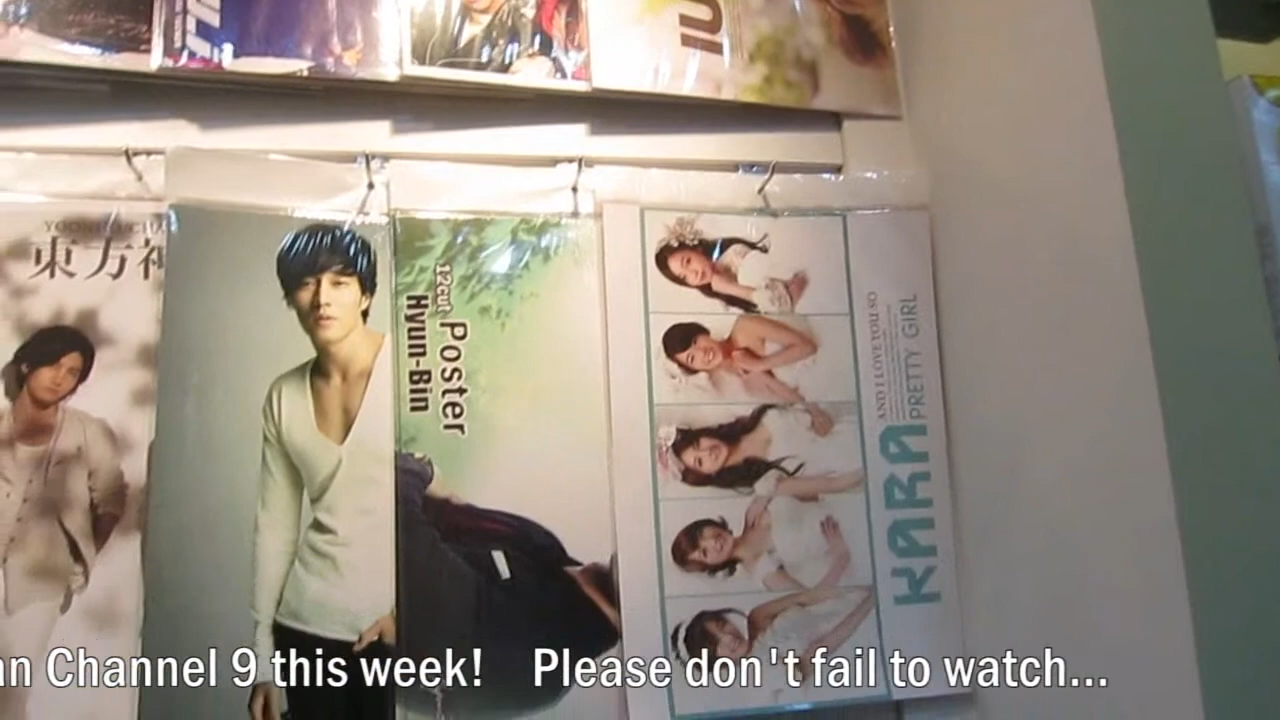 東方神
12cut Poster
Hyun-Bin
AND I LOVE YOU SO
PRETTY GIRL
KARA
an Channel 9 this week! Please don't fail to watch...